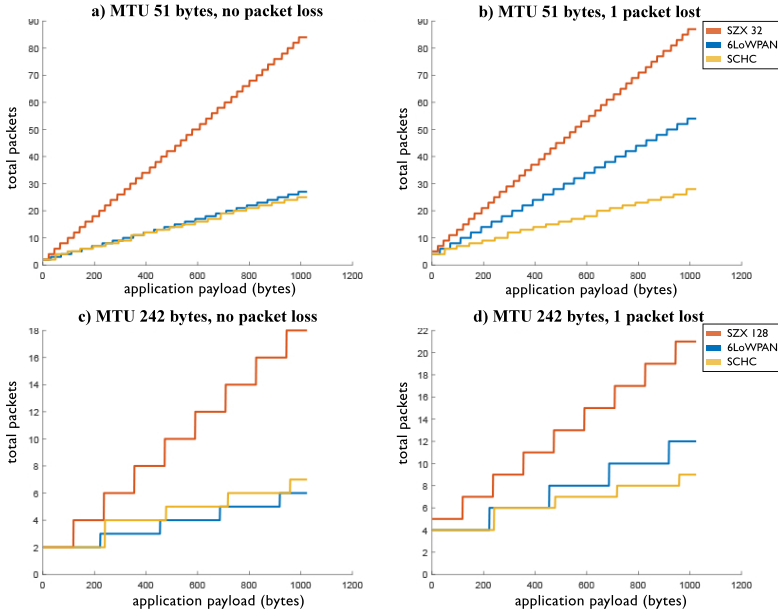 a) MTU 51 bytes, no packet loss
90
80
70
60
50
40
30
20
10
0
total packets
0 200 400 600 800 1000 1200
application payload (bytes)
b) MTU 51 bytes, 1 packet lost
SZX 32
6LoWPAN
SCHC
90
80
70
60
50
40
30
20
10
0
total packets
0 200 400 600 800 1000 1200
application payload (bytes)
c) MTU 242 bytes, no packet loss
18
16
14
12
10
8
6
4
2
0
total packets
0 200 400 600 800 1000 1200
application payload (bytes)
d) MTU 242 bytes, 1 packet lost
SZX 128
6LoWPAN
SCHC
22
20
18
16
14
12
10
8
6
4
2
0
total packets
0 200 400 600 800 1000 1200
application payload (bytes)